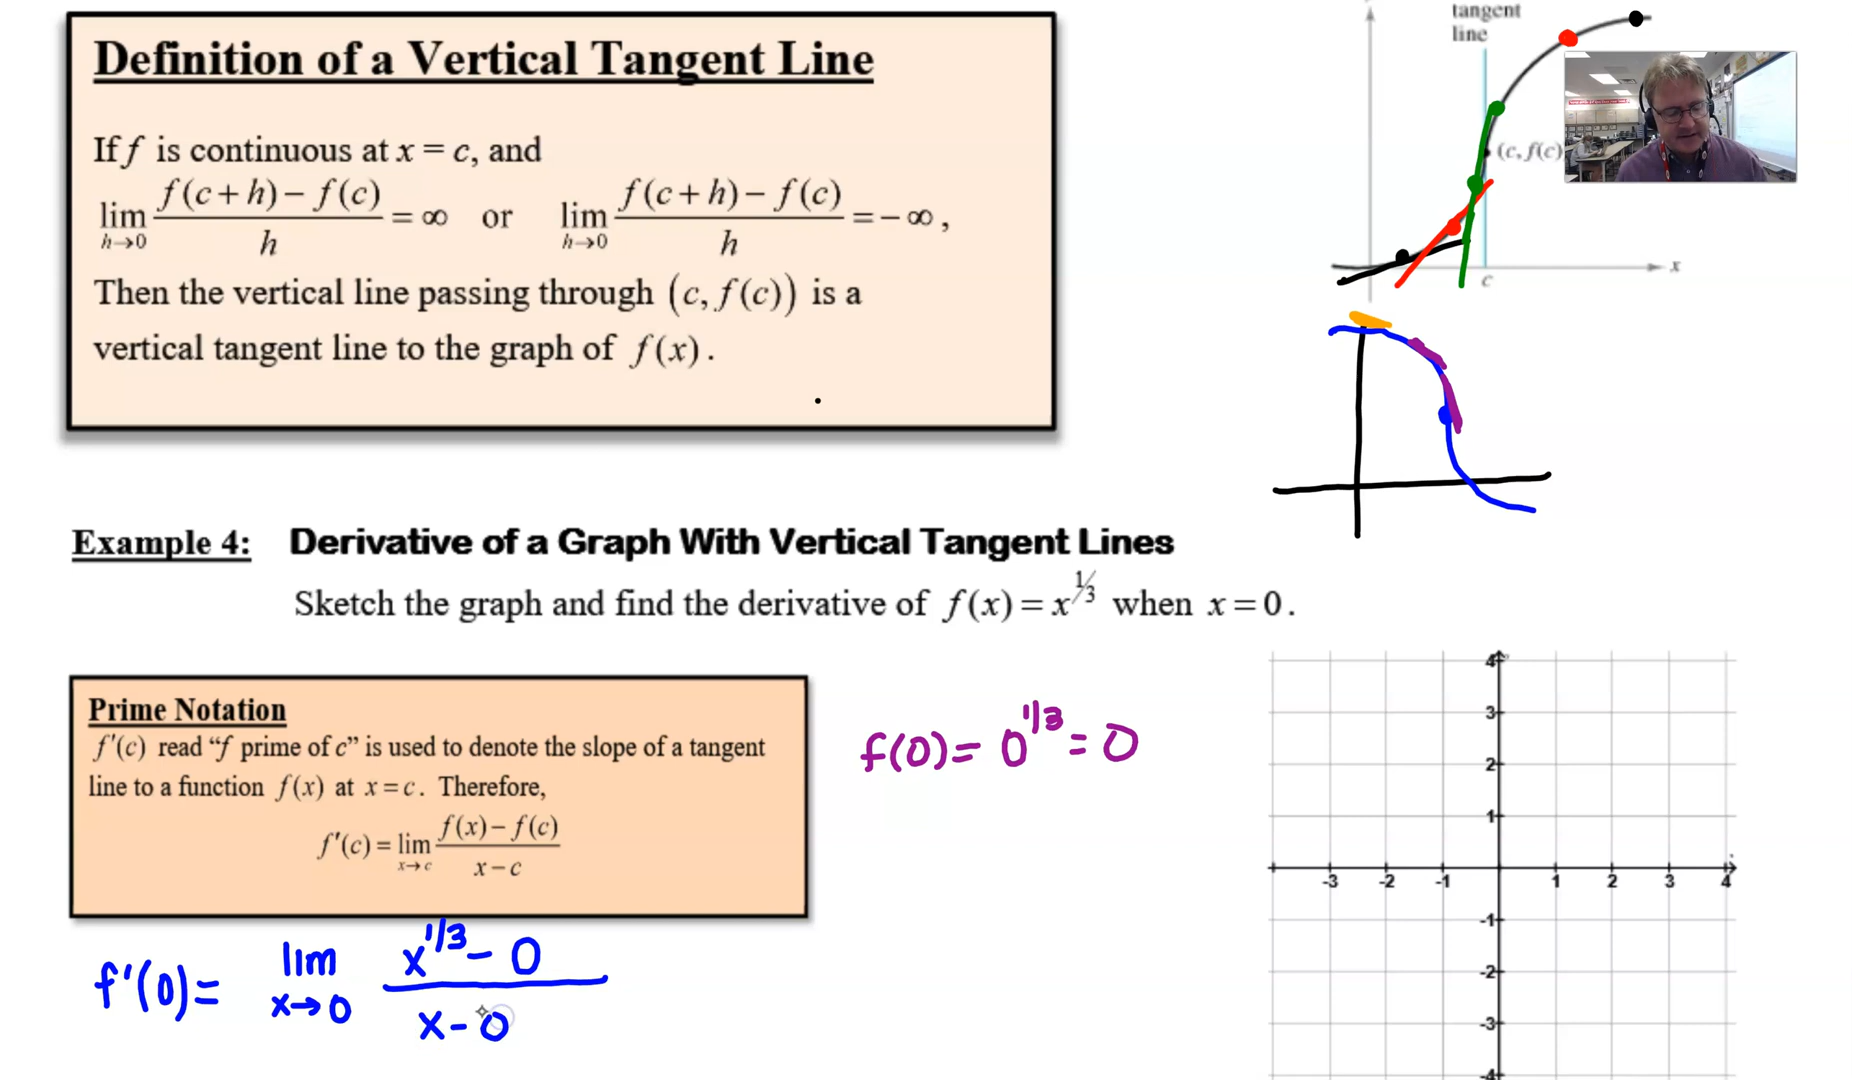 Definition of a Vertical Tangent Line
If f is continuous at x = c, and
lim h→0 f(c+h) − f(c) / h = ∞ or lim h→0 f(c+h) − f(c) / h = −∞,
Then the vertical line passing through (c, f(c)) is a
vertical tangent line to the graph of f(x).
tangent
line
(c, f(c)
x
c
Example 4: Derivative of a Graph With Vertical Tangent Lines
Sketch the graph and find the derivative of f(x) = x^1/3 when x = 0.
Prime Notation
f′(c) read “f prime of c” is used to denote the slope of a tangent
line to a function f(x) at x = c. Therefore,
f′(c) = lim x→c f(x) − f(c) / x − c
f(0) = 0^1/3 = 0
f'(0) = lim x→0 x^1/3 − 0 / x − 0
4
3
2
1
-3 -2 -1 1 2 3 4
-1
-2
-3
-4